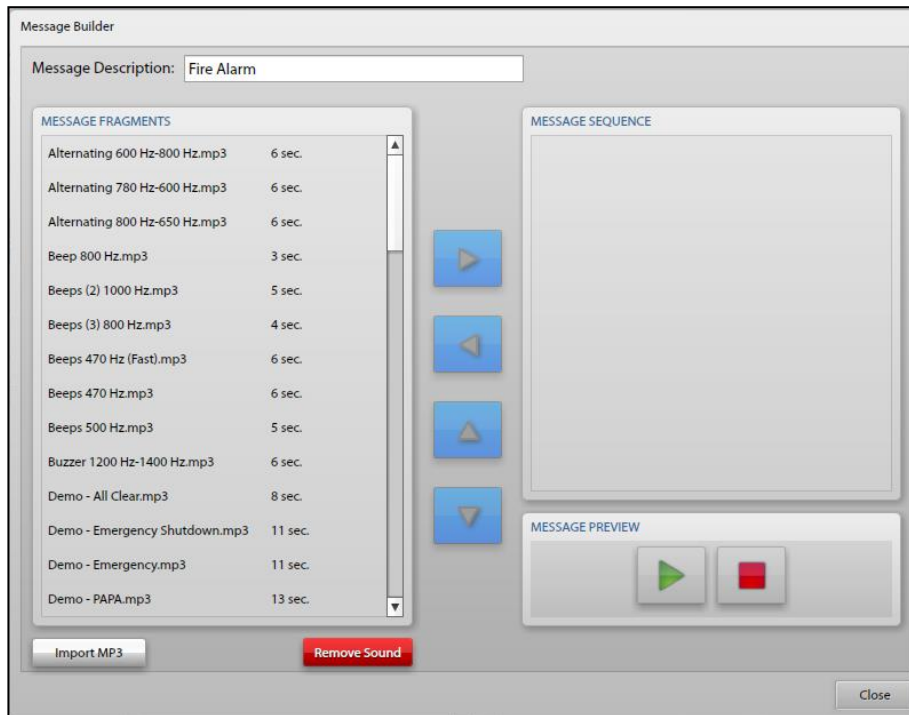 Message Builder
Message Description: Fire Alarm
MESSAGE FRAGMENTS
Alternating 600 Hz-800 Hz.mp3 6 sec.
Alternating 780 Hz-600 Hz.mp3 6 sec.
Alternating 800 Hz-650 Hz.mp3 6 sec.
Beep 800 Hz.mp3 3 sec.
Beeps (2) 1000 Hz.mp3 5 sec.
Beeps (3) 800 Hz.mp3 4 sec.
Beeps 470 Hz (Fast).mp3 6 sec.
Beeps 470 Hz.mp3 6 sec.
Beeps 500 Hz.mp3 5 sec.
Buzzer 1200 Hz-1400 Hz.mp3 6 sec.
Demo - All Clear.mp3 8 sec.
Demo - Emergency Shutdown.mp3 11 sec.
Demo - Emergency.mp3 11 sec.
Demo - PAPA.mp3 13 sec.
Import MP3
Remove Sound
MESSAGE SEQUENCE
MESSAGE PREVIEW
Close